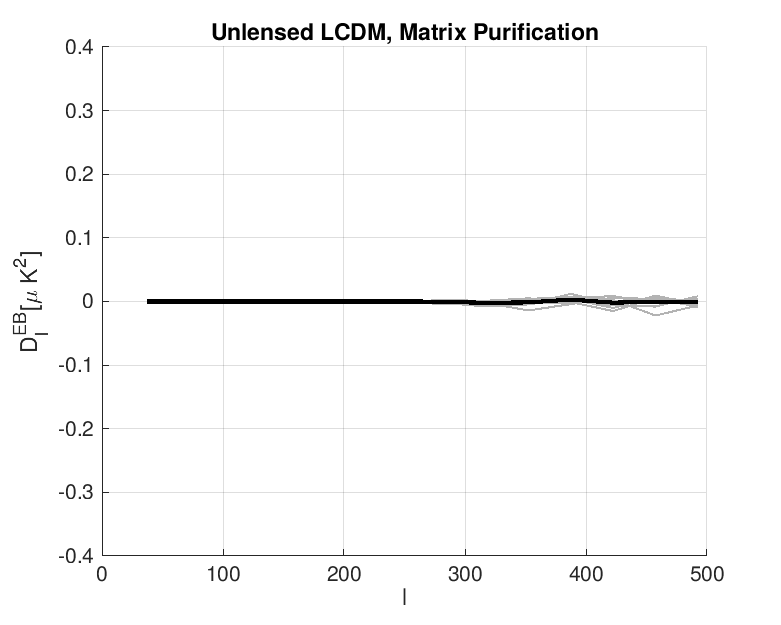 Unlensed LCDM, Matrix Purification
0.4
0.3
0.2
0.1
0
-0.1
-0.2
-0.3
-0.4
D_l^{EB}[μ K^2]
0 100 200 300 400 500
l